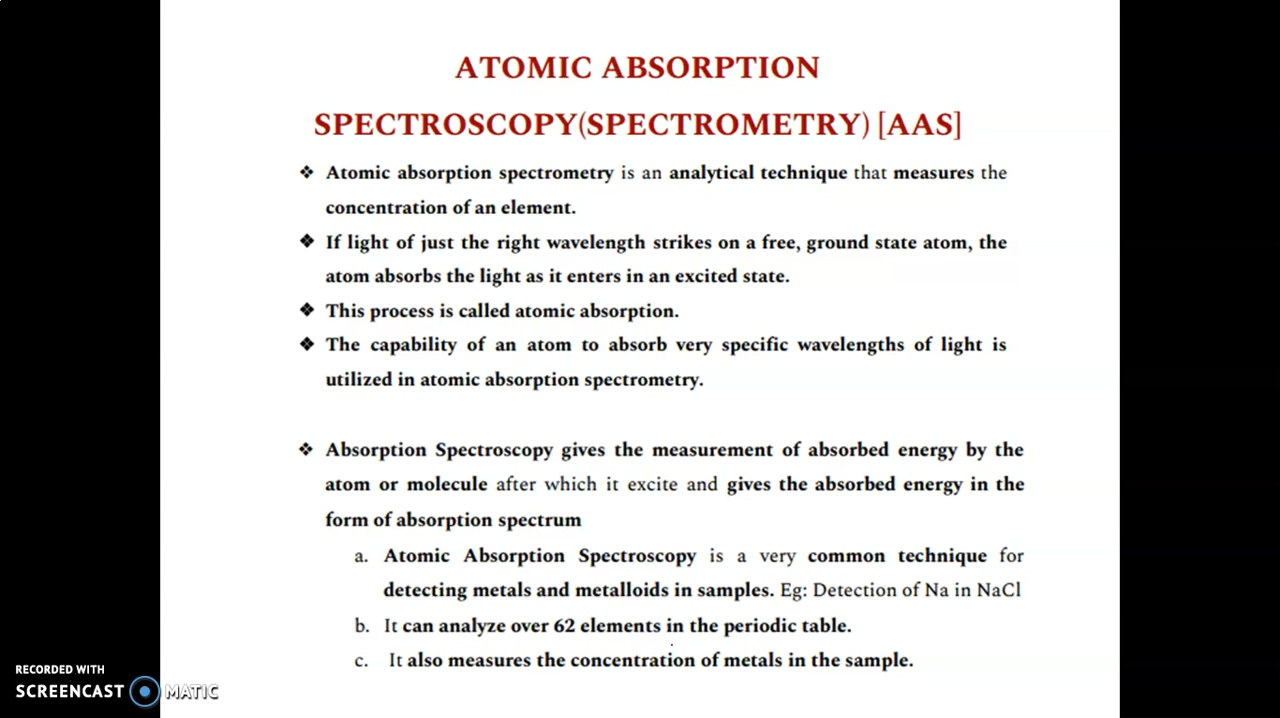 ATOMIC ABSORPTION
SPECTROSCOPY(SPECTROMETRY) [AAS]
❖ Atomic absorption spectrometry is an analytical technique that measures the
concentration of an element.
❖ If light of just the right wavelength strikes on a free, ground state atom, the
atom absorbs the light as it enters in an excited state.
❖ This process is called atomic absorption.
❖ The capability of an atom to absorb very specific wavelengths of light is
utilized in atomic absorption spectrometry.
❖ Absorption Spectroscopy gives the measurement of absorbed energy by the
atom or molecule after which it excite and gives the absorbed energy in the
form of absorption spectrum
a. Atomic Absorption Spectroscopy is a very common technique for
detecting metals and metalloids in samples. Eg: Detection of Na in NaCl
b. It can analyze over 62 elements in the periodic table.
c. It also measures the concentration of metals in the sample.
RECORDED WITH
SCREENCAST MATIC